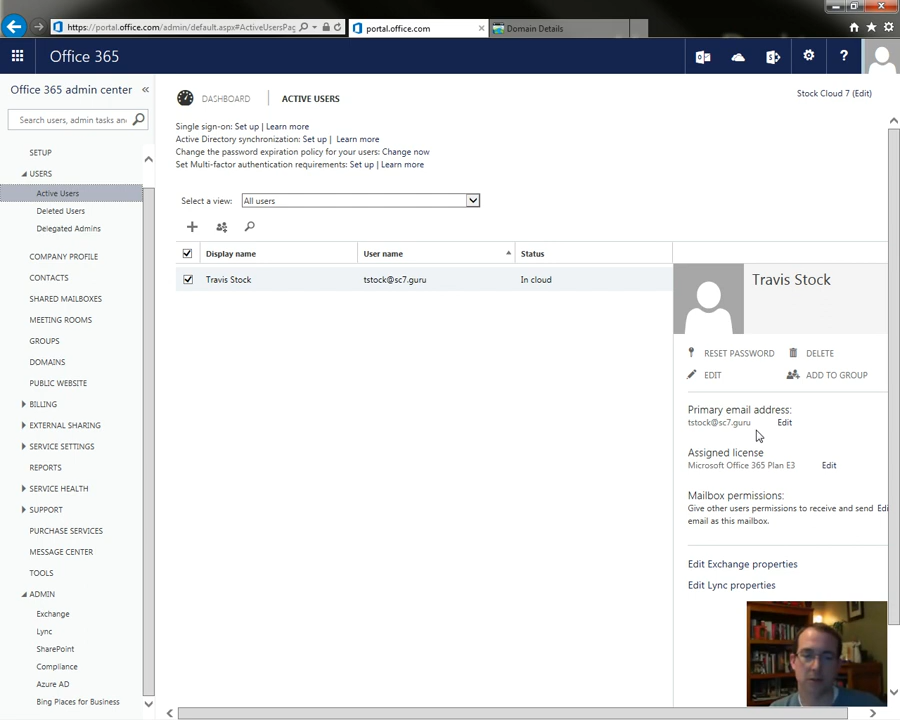 https://portal.office.com/admin/default.aspx#ActiveUsersPag
portal.office.com
Domain Details
Office 365
?
Office 365 admin center «
Search users, admin tasks an
SETUP
USERS
Active Users
Deleted Users
Delegated Admins
COMPANY PROFILE
CONTACTS
SHARED MAILBOXES
MEETING ROOMS
GROUPS
DOMAINS
PUBLIC WEBSITE
BILLING
EXTERNAL SHARING
SERVICE SETTINGS
REPORTS
SERVICE HEALTH
SUPPORT
PURCHASE SERVICES
MESSAGE CENTER
TOOLS
ADMIN
Exchange
Lync
SharePoint
Compliance
Azure AD
Bing Places for Business
DASHBOARD | ACTIVE USERS
Stock Cloud 7 (Edit)
Single sign-on: Set up | Learn more
Active Directory synchronization: Set up | Learn more
Change the password expiration policy for your users: Change now
Set Multi-factor authentication requirements: Set up | Learn more
Select a view: All users
Display name User name Status
Travis Stock tstock@sc7.guru In cloud
Travis Stock
RESET PASSWORD DELETE
EDIT ADD TO GROUP
Primary email address:
tstock@sc7.guru Edit
Assigned license
Microsoft Office 365 Plan E3 Edit
Mailbox permissions:
Give other users permissions to receive and send Edi
email as this mailbox.
Edit Exchange properties
Edit Lync properties